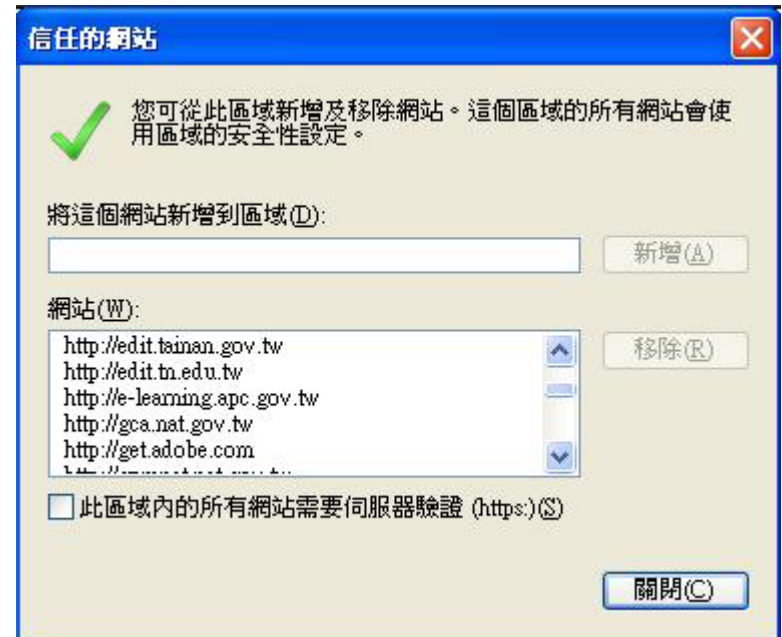 信任的網站
您可從此區域新增及移除網站。這個區域的所有網站會使
用區域的安全性設定。
將這個網站新增到區域(D):
新增(A)
網站(W):
http://edit.tainan.gov.tw
http://edit.tn.edu.tw
http://e-learning.apc.gov.tw
http://gca.nat.gov.tw
http://get.adobe.com
移除(R)
此區域內的所有網站需要伺服器驗證 (https:)(S)
關閉(C)